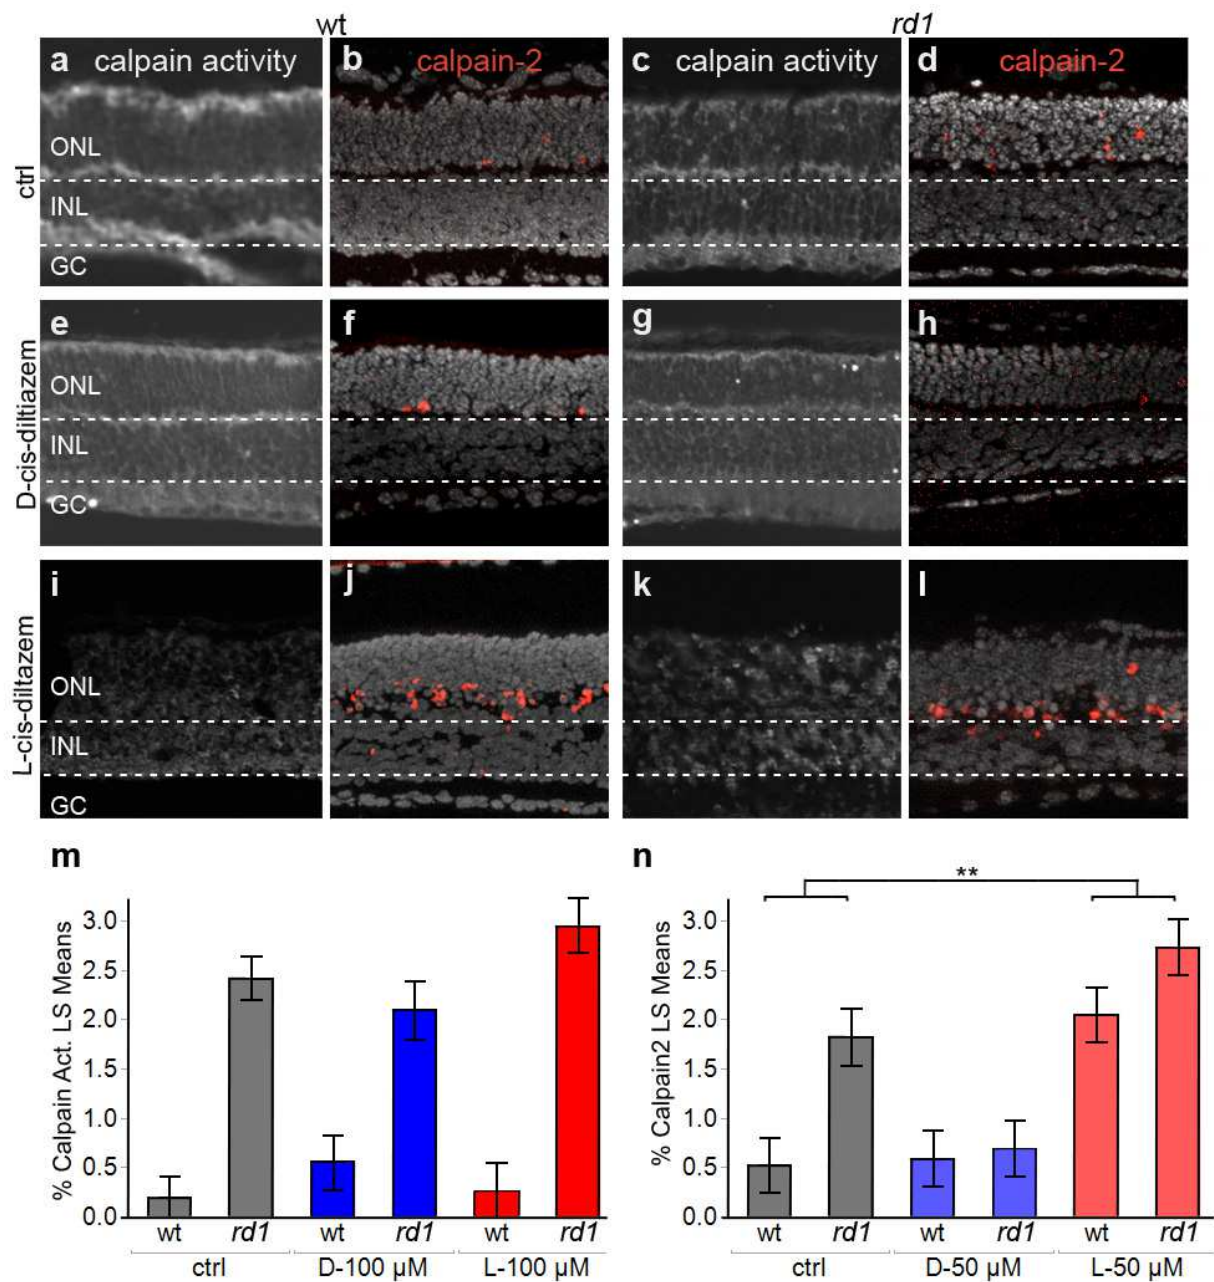 wt rd1
a calpain activity b calpain-2 c calpain activity d calpain-2
ctrl
ONL
INL
GC
e f g h
D-cis-diltiazem
ONL
INL
GC
i j k l
L-cis-diltazem
ONL
INL
GC
m
% Calpain Act. LS Means
3.0
2.5
2.0
1.5
1.0
0.5
0.0
wt rd1 wt rd1 wt rd1
ctrl D-100 µM L-100 µM
n
**
% Calpain2 LS Means
3.0
2.5
2.0
1.5
1.0
0.5
0.0
wt rd1 wt rd1 wt rd1
ctrl D-50 µM L-50 µM